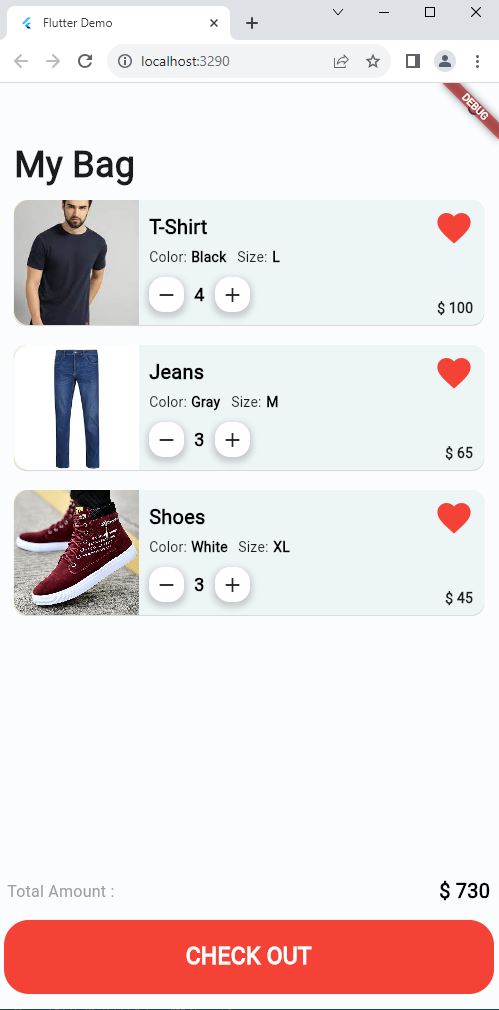 Flutter Demo
localhost:3290
DEBUG
My Bag
T-Shirt
Color: Black Size: L
4
$ 100
Jeans
Color: Gray Size: M
3
$ 65
Shoes
Color: White Size: XL
3
$ 45
Total Amount : $ 730
CHECK OUT